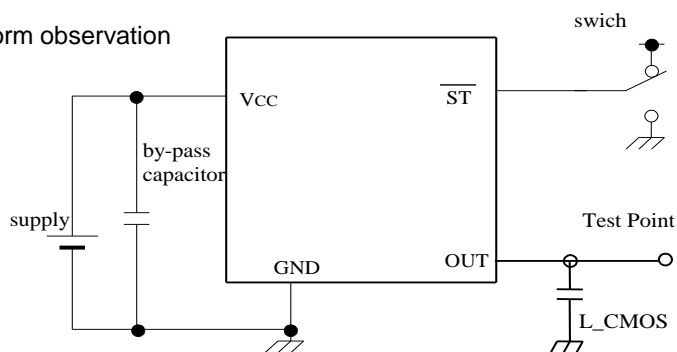 orm observation
swich
VCC
ST
by-pass
capacitor
supply
Test Point
GND
OUT
L_CMOS